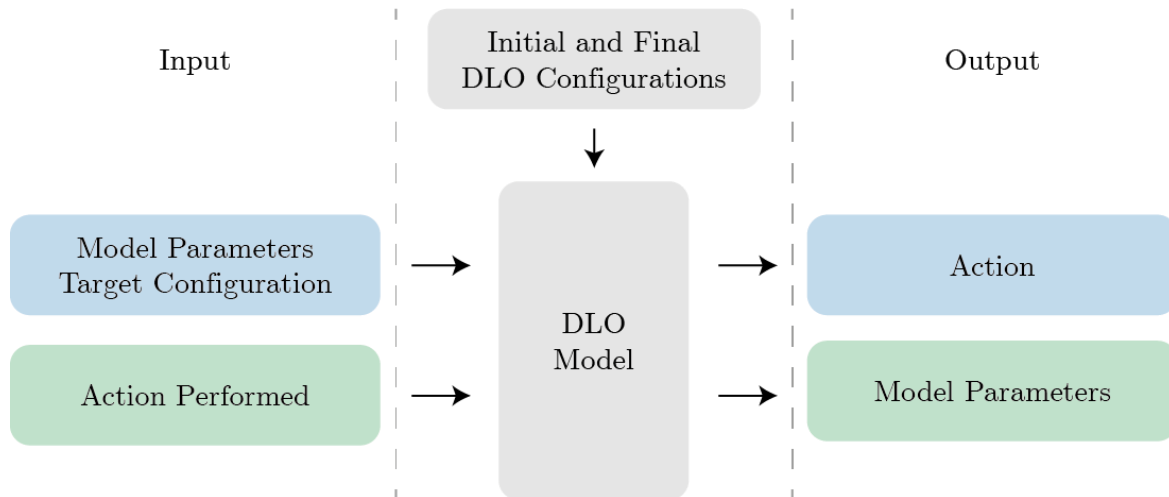 Input
Initial and Final
DLO Configurations
Output
Model Parameters
Target Configuration
Action
DLO
Model
Action Performed
Model Parameters